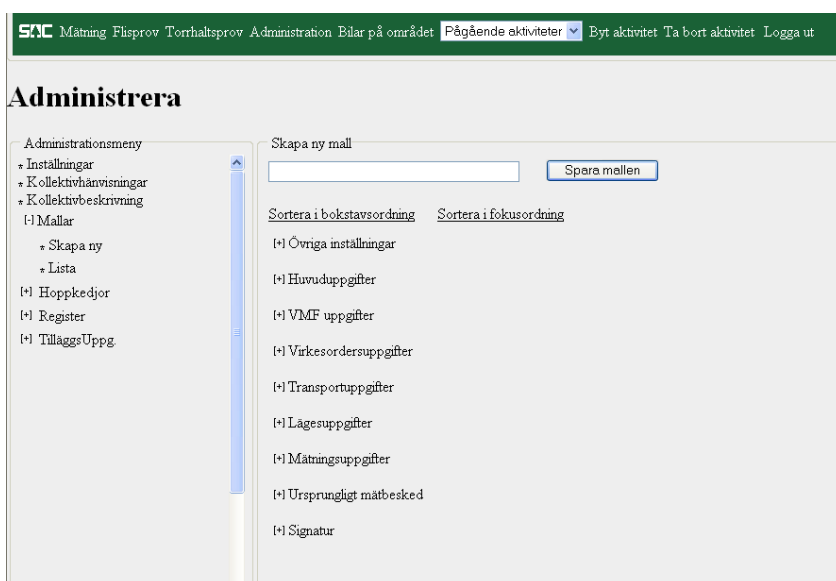 SDC Mätning Flisprov Torrhaltsprov Administration Bilar på området Pågående aktiviteter Byt aktivitet Ta bort aktivitet Logga ut
Administrera
Administrationsmeny
* Inställningar
* Kollektivhänvisningar
* Kollektivbeskrivning
[-] Mallar
* Skapa ny
* Lista
[+] Hoppkedjor
[+] Register
[+] TilläggsUppg.
Skapa ny mall
Spara mallen
Sortera i bokstavsordning Sortera i fokusordning
[+] Övriga inställningar
[+] Huvuduppgifter
[+] VMF uppgifter
[+] Virkesordersuppgifter
[+] Transportuppgifter
[+] Lägesuppgifter
[+] Mätningsuppgifter
[+] Ursprungligt mätbesked
[+] Signatur